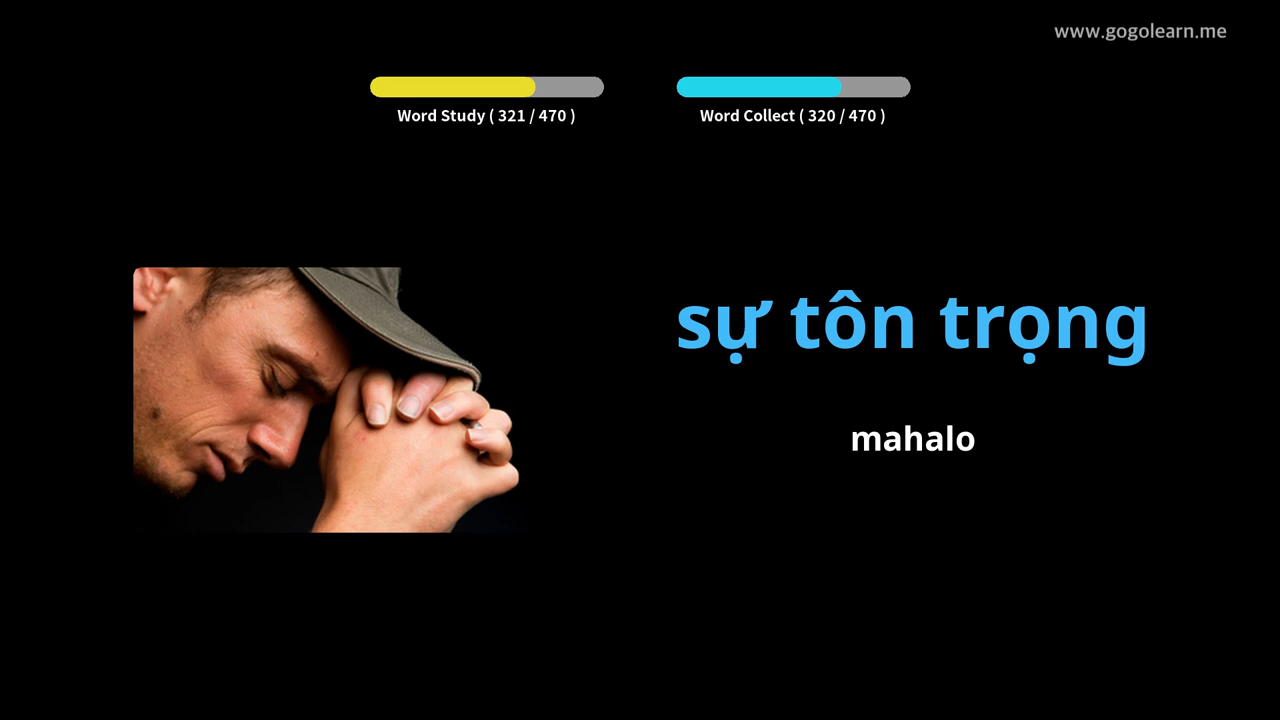 www.gogolearn.me
Word Study ( 321 / 470 )
Word Collect ( 320 / 470 )
sự tôn trọng
mahalo